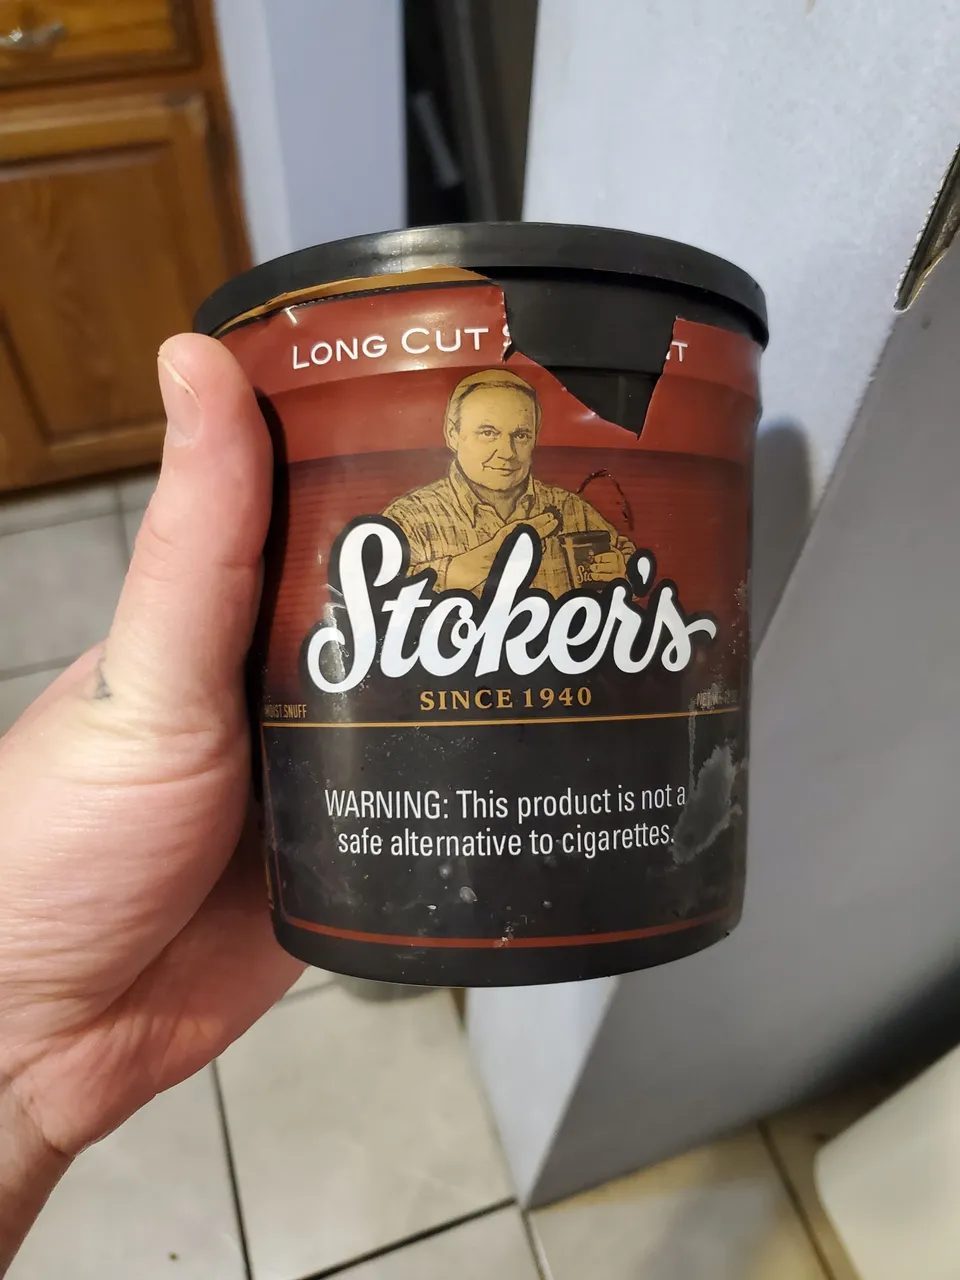 LONG CUT
Stoker's
SINCE 1940
MOIST SNUFF
WARNING: This product is not a
safe alternative to cigarettes.